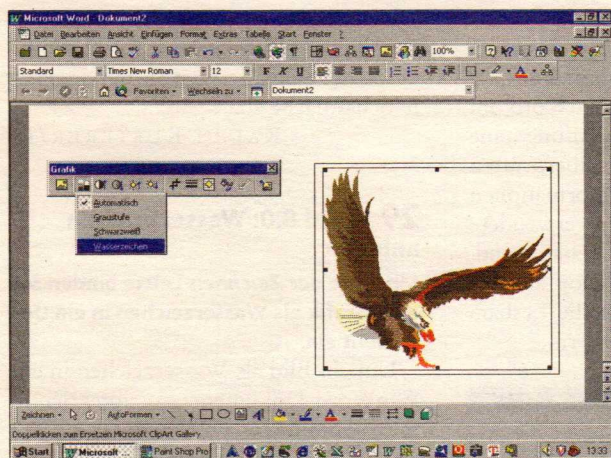 Microsoft Word - Dokument2
Datei Bearbeiten Ansicht Einfügen Format Extras Tabelle Start Fenster ?
100%
Standard Times New Roman 12 F K U
Favoriten Wechseln zu Dokument2
Grafik
Automatisch
Graustufe
Schwarzweiß
Wasserzeichen
Zeichnen AutoFormen
Doppelklicken zum Ersetzen Microsoft ClipArt Gallery
Start Microsoft ... Paint Shop Pro 13:33